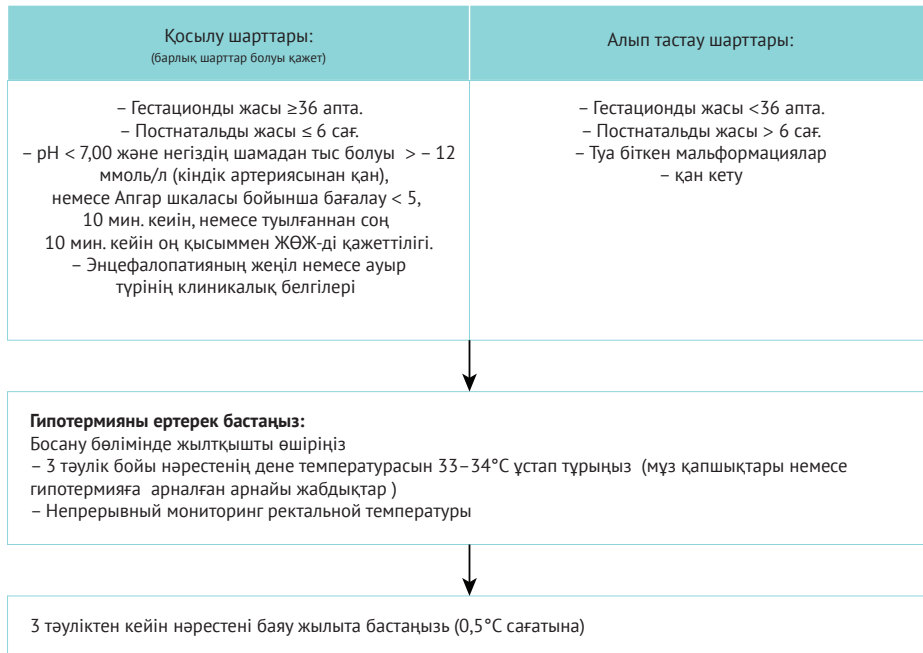 Қосылу шарттары:
(барлық шарттар болуы қажет)
Алып тастау шарттары:
– Гестационды жасы ≥36 апта.
– Постнатальды жасы ≤ 6 сағ.
– рН < 7,00 және негіздің шамадан тыс болуы > – 12
ммоль/л (кіндік артериясынан қан),
немесе Апгар шкаласы бойынша бағалау < 5,
10 мин. кеиін, немесе туылғаннан соң
10 мин. кейін оң қысыммен ЖӨЖ-ді қажеттілігі.
– Энцефалопатияның жеңіл немесе ауыр
түрінің клиникалық белгілері
– Гестационды жасы <36 апта.
– Постнатальды жасы > 6 сағ.
– Туа біткен мальформациялар
– қан кету
Гипотермияны ертерек бастаңыз:
Босану бөлімінде жылтқышты өшіріңіз
– 3 тәулік бойы нәрестенің дене температурасын 33–34°С ұстап тұрыңыз (мұз қапшықтары немесе
гипотермияға арналған арнайы жабдықтар )
– Непрерывный мониторинг ректальной температуры
3 тәуліктен кейін нәрестені баяу жылыта бастаңызь (0,5°С сағатына)